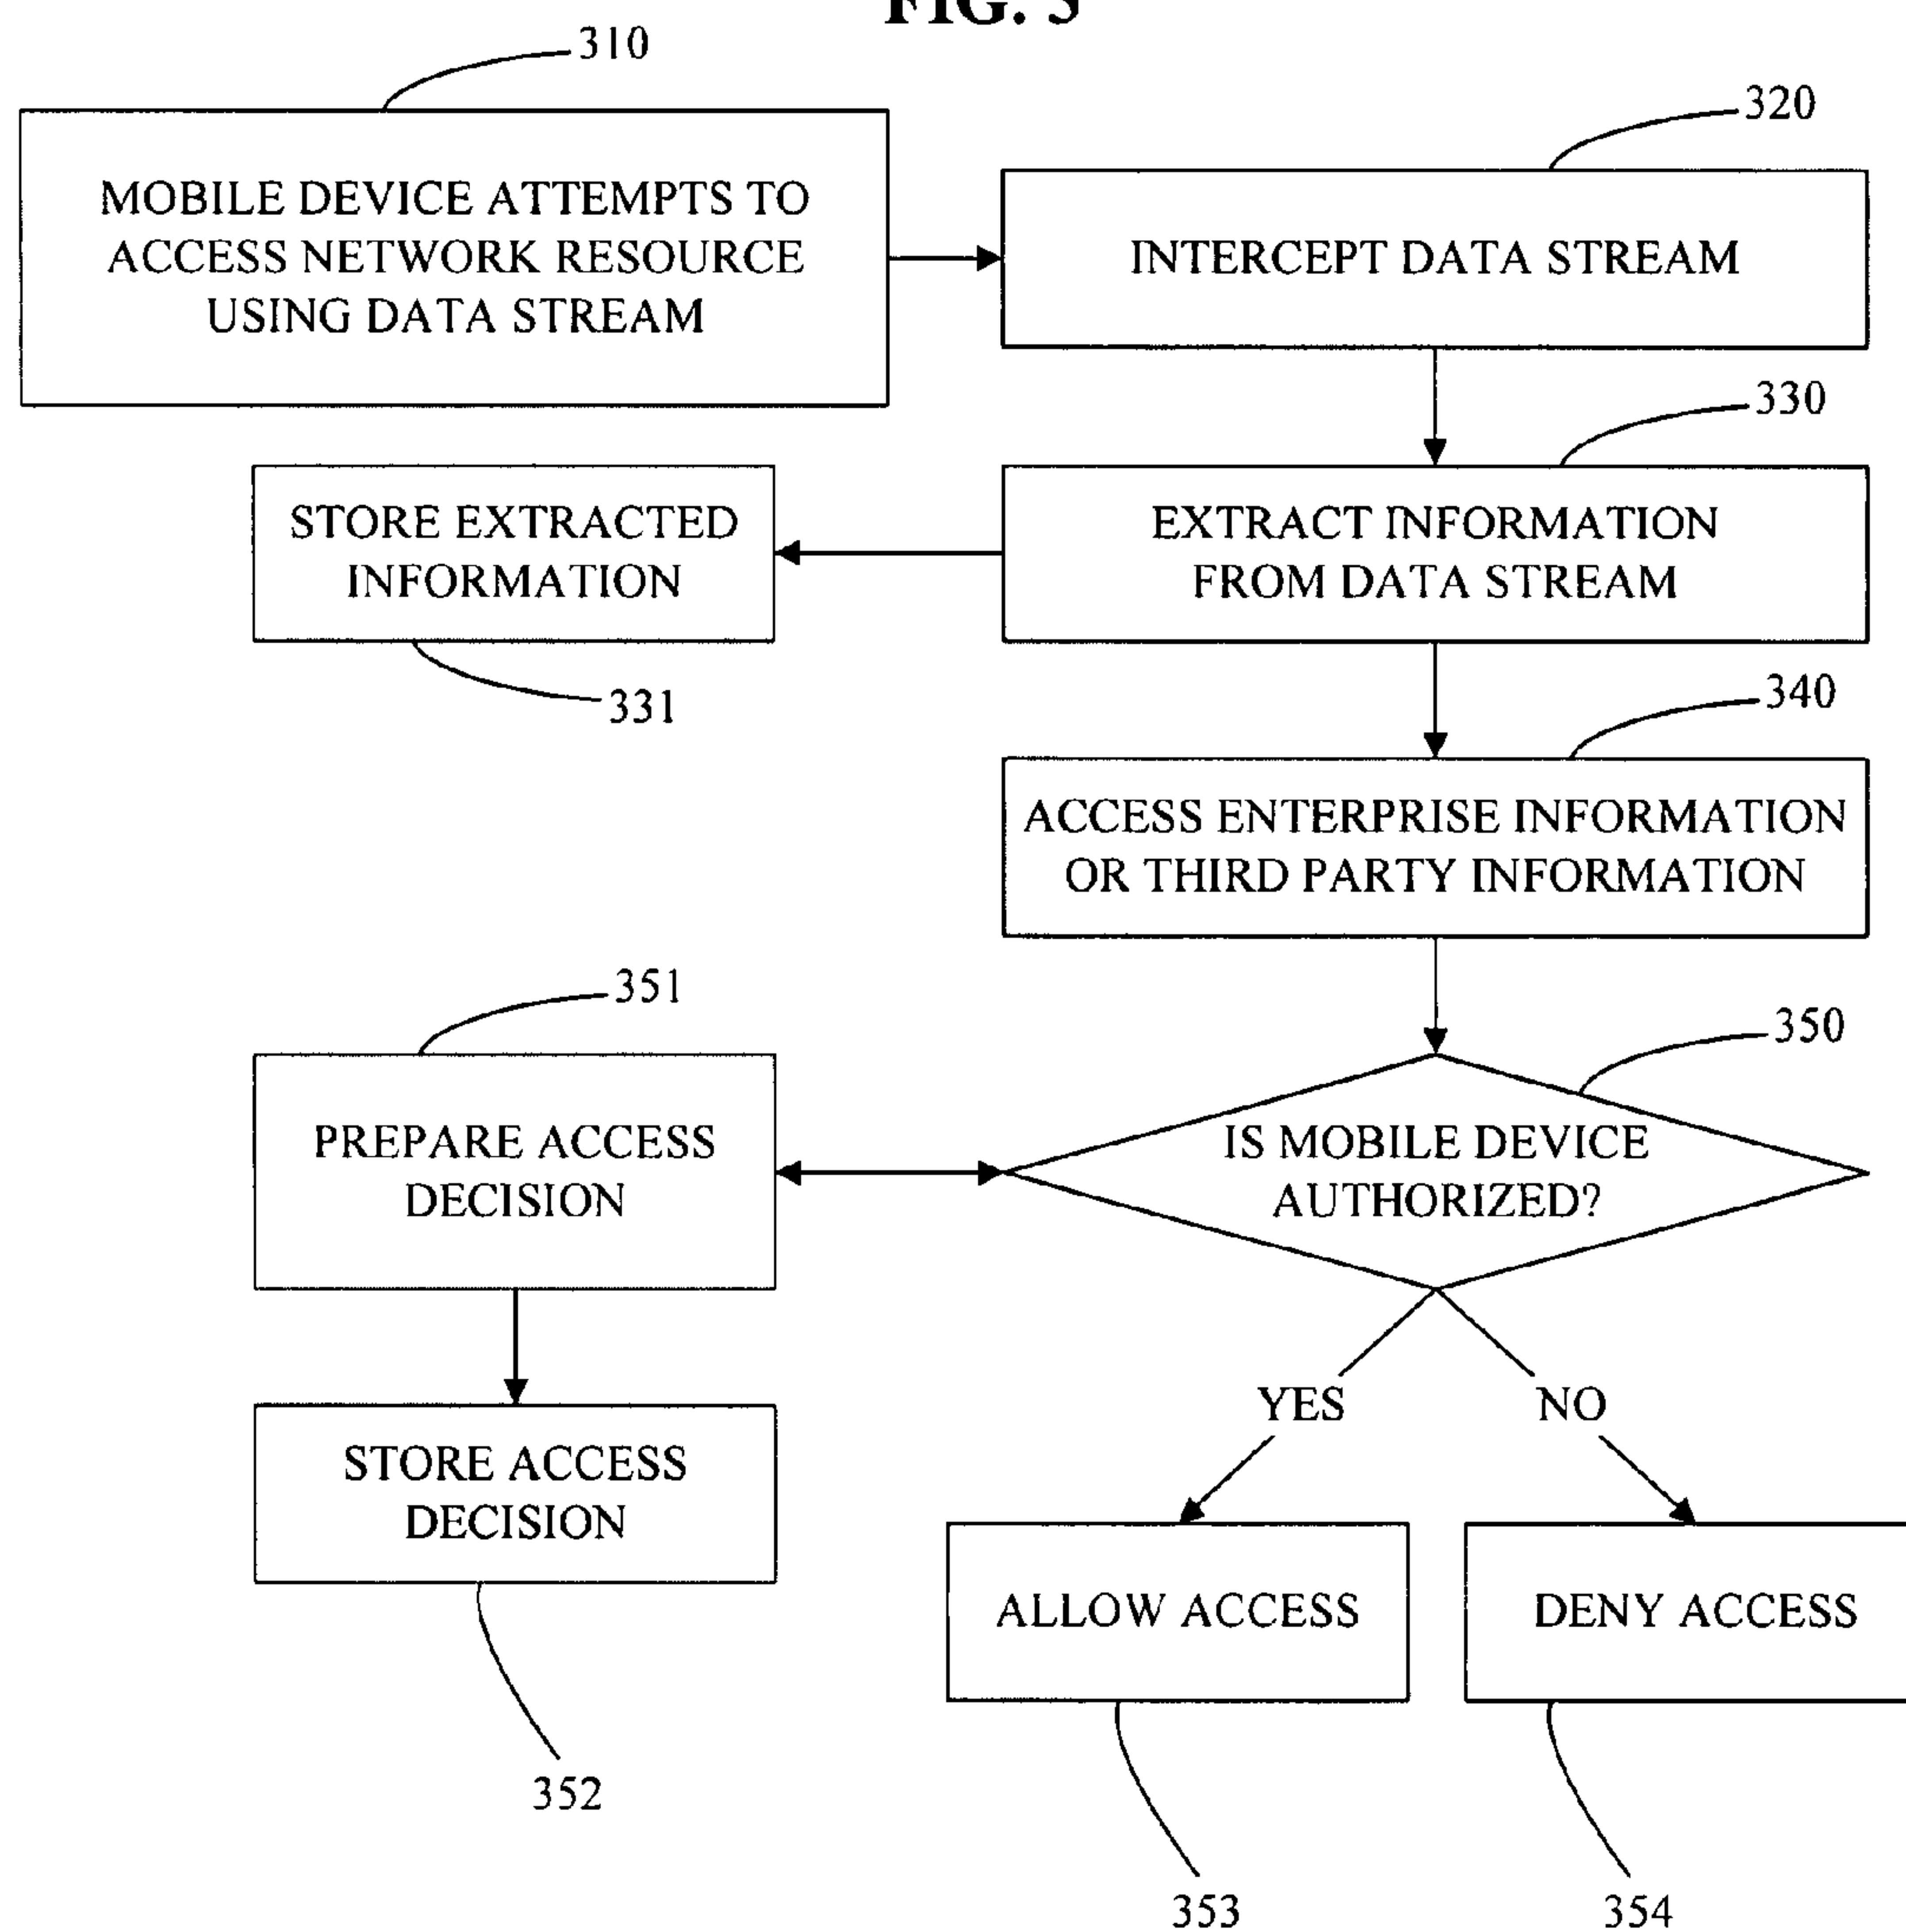 FIG. 3
310
320
MOBILE DEVICE ATTEMPTS TO
ACCESS NETWORK RESOURCE
USING DATA STREAM
INTERCEPT DATA STREAM
330
STORE EXTRACTED
INFORMATION
EXTRACT INFORMATION
FROM DATA STREAM
331
340
ACCESS ENTERPRISE INFORMATION
OR THIRD PARTY INFORMATION
351
350
PREPARE ACCESS
DECISION
IS MOBILE DEVICE
AUTHORIZED?
YES
NO
STORE ACCESS
DECISION
ALLOW ACCESS
DENY ACCESS
352
353
354